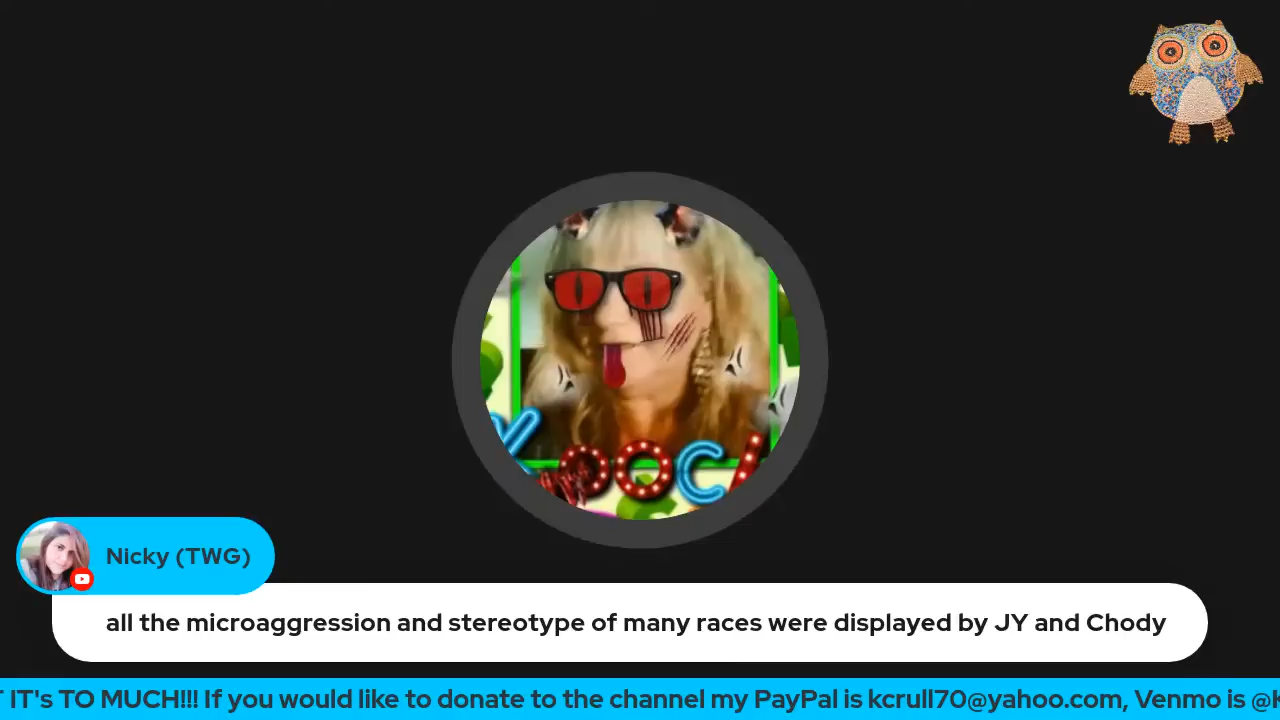 Nicky (TWG)
all the microaggression and stereotype of many races were displayed by JY and Chody
IT's TO MUCH!!! If you would like to donate to the channel my PayPal is kcrull70@yahoo.com, Venmo is